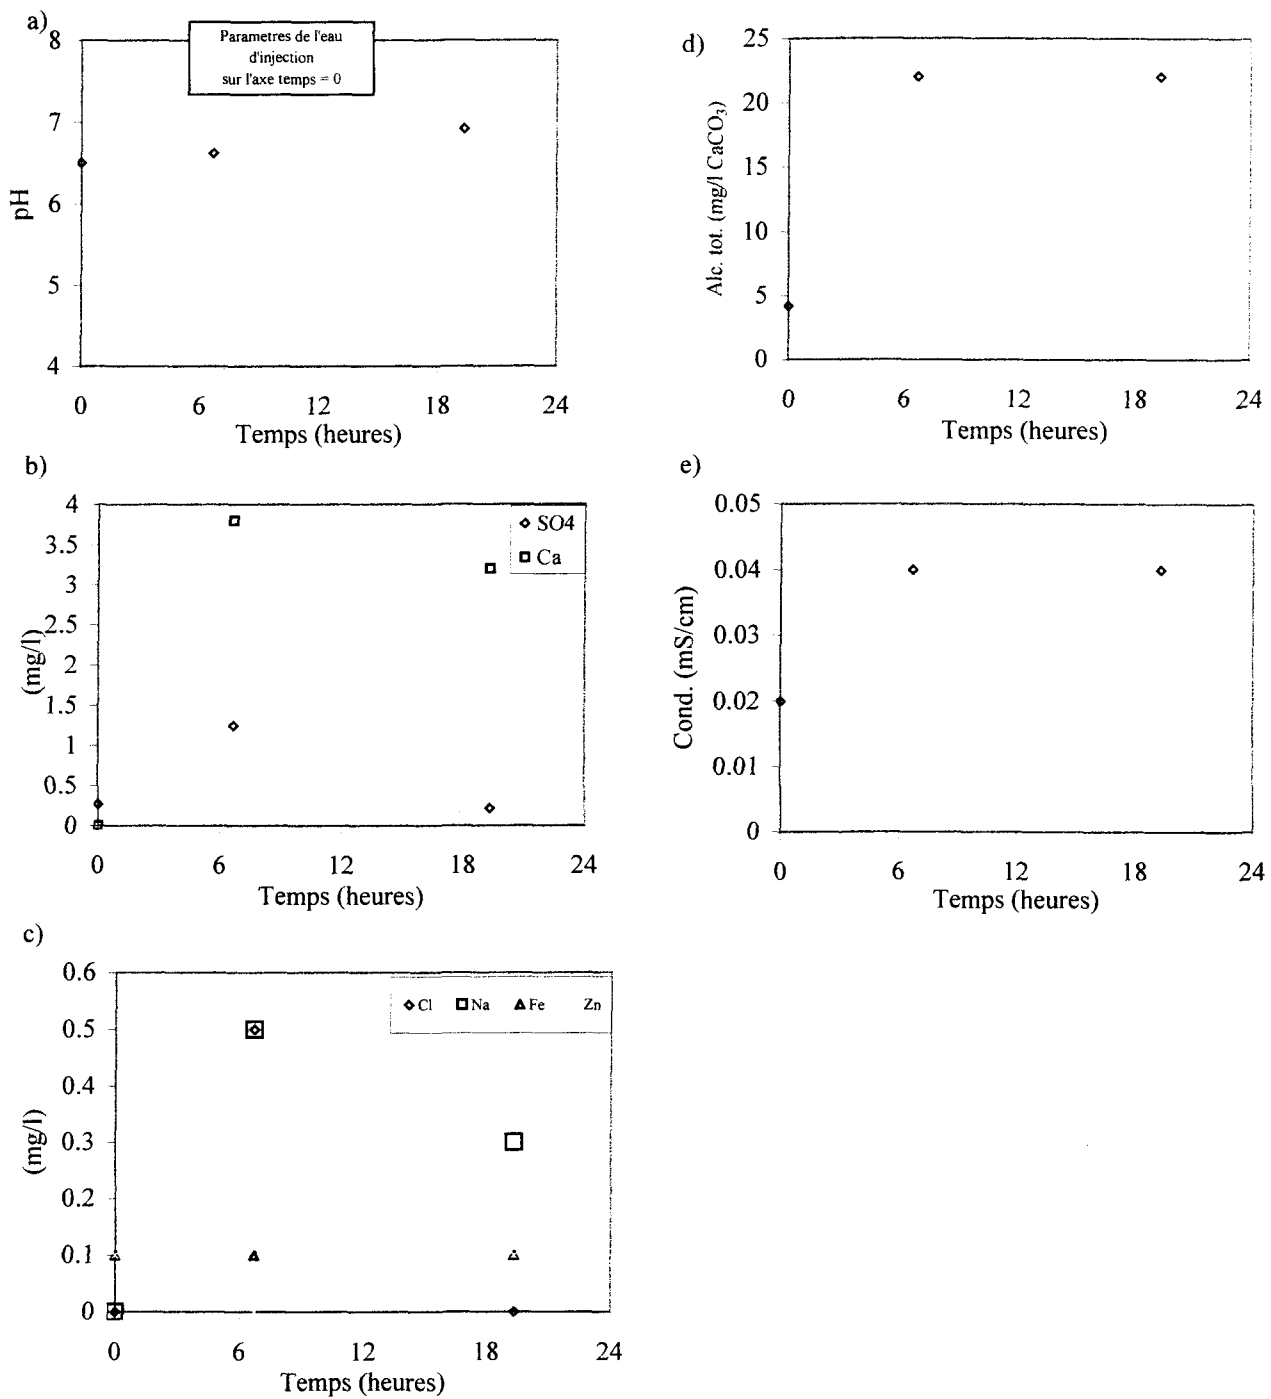 a)
Parametres de l'eau
d'injection
sur l'axe temps = 0
8
7
6
5
4
pH
0 6 12 18 24
Temps (heures)
b)
4
3.5
3
2.5
2
1.5
1
0.5
0
(mg/l)
SO4
Ca
0 6 12 18 24
Temps (heures)
c)
0.6
0.5
0.4
0.3
0.2
0.1
0
(mg/l)
Cl Na Fe Zn
0 6 12 18 24
Temps (heures)
d)
25
20
15
10
5
0
Alc. tot. (mg/l CaCO₃)
0 6 12 18 24
Temps (heures)
e)
0.05
0.04
0.03
0.02
0.01
0
Cond. (mS/cm)
0 6 12 18 24
Temps (heures)